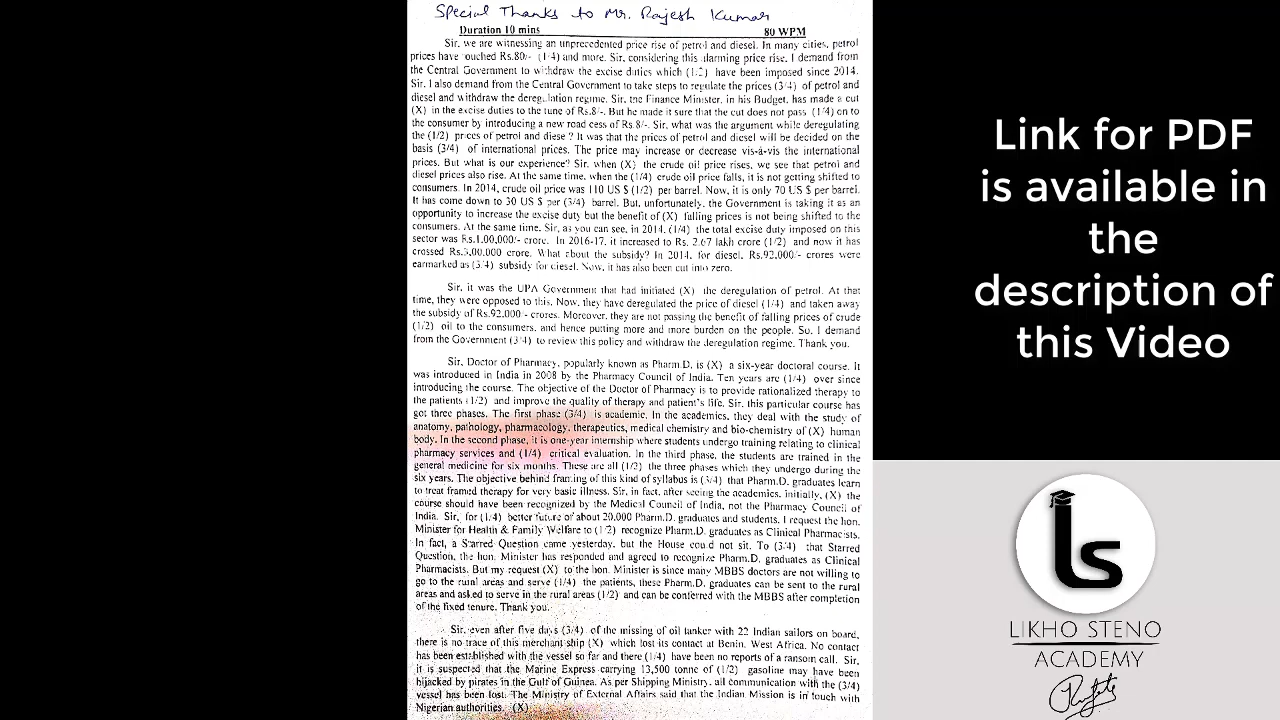 Special Thanks to Mr. Rajesh Kumar
Duration 10 mins 80 WPM
Sir, we are witnessing an unprecedented price rise of petrol and diesel. In many cities, petrol
prices have touched Rs.80/- (1/4) and more. Sir, considering this alarming price rise, I demand from
the Central Government to withdraw the excise duties which (1/2) have been imposed since 2014.
Sir, I also demand from the Central Government to take steps to regulate the prices (3/4) of petrol and
diesel and withdraw the deregulation regime. Sir, the Finance Minister, in his Budget, has made a cut
(X) in the excise duties to the tune of Rs.8/-. But he made it sure that the cut does not pass (1/4) on to
the consumer by introducing a new road cess of Rs.8/-. Sir, what was the argument while deregulating
the (1/2) prices of petrol and diese ? It was that the prices of petrol and diesel will be decided on the
basis (3/4) of international prices. The price may increase or decrease vis-à-vis the international
prices. But what is our experience? Sir, when (X) the crude oil price rises, we see that petrol and
diesel prices also rise. At the same time, when the (1/4) crude oil price falls, it is not getting shifted to
consumers. In 2014, crude oil price was 110 US $ (1/2) per barrel. Now, it is only 70 US $ per barrel.
It has come down to 30 US $ per (3/4) barrel. But, unfortunately, the Government is taking it as an
opportunity to increase the excise duty but the benefit of (X) falling prices is not being shifted to the
consumers. At the same time, Sir, as you can see, in 2014, (1/4) the total excise duty imposed on this
sector was Rs.1,00,000/- crore. In 2016-17, it increased to Rs. 2.67 lakh crore (1/2) and now it has
crossed Rs.3,00,000 crore. What about the subsidy? In 2014, for diesel, Rs.92,000/- crores were
earmarked as (3/4) subsidy for diesel. Now, it has also been cut into zero.
Sir, it was the UPA Government that had initiated (X) the deregulation of petrol. At that
time, they were opposed to this. Now, they have deregulated the price of diesel (1/4) and taken away
the subsidy of Rs.92,000 - crores. Moreover, they are not passing the benefit of falling prices of crude
(1/2) oil to the consumers, and hence putting more and more burden on the people. So, I demand
from the Government (3/4) to review this policy and withdraw the deregulation regime. Thank you.
Sir, Doctor of Pharmacy, popularly known as Pharm.D, is (X) a six-year doctoral course. It
was introduced in India in 2008 by the Pharmacy Council of India. Ten years are (1/4) over since
introducing the course. The objective of the Doctor of Pharmacy is to provide rationalized therapy to
the patients (1/2) and improve the quality of therapy and patient's life. Sir, this particular course has
got three phases. The first phase (3/4) is academic. In the academics, they deal with the study of
anatomy, pathology, pharmacology, therapeutics, medical chemistry and bio-chemistry of (X) human
body. In the second phase, it is one-year internship where students undergo training relating to clinical
pharmacy services and (1/4) critical evaluation. In the third phase, the students are trained in the
general medicine for six months. These are all (1/2) the three phases which they undergo during the
six years. The objective behind framing of this kind of syllabus is (3/4) that Pharm.D. graduates learn
to treat framed therapy for very basic illness. Sir, in fact, after seeing the academics, initially, (X) the
course should have been recognized by the Medical Council of India, not the Pharmacy Council of
India. Sir, for (1/4) better future of about 20,000 Pharm.D. graduates and students, I request the hon.
Minister for Health & Family Welfare to (1/2) recognize Pharm.D. graduates as Clinical Pharmacists.
In fact, a Starred Question came yesterday, but the House could not sit. To (3/4) that Starred
Question, the hon. Minister has responded and agreed to recognize Pharm.D. graduates as Clinical
Pharmacists. But my request (X) to the hon. Minister is since many MBBS doctors are not willing to
go to the rural areas and serve (1/4) the patients, these Pharm.D. graduates can be sent to the rural
areas and asked to serve in the rural areas (1/2) and can be conferred with the MBBS after completion
of the fixed tenure. Thank you.
Sir, even after five days (3/4) of the missing of oil tanker with 22 Indian sailors on board,
there is no trace of this merchant ship (X) which lost its contact at Benin, West Africa. No contact
has been established with the vessel so far and there (1/4) have been no reports of a ransom call. Sir,
it is suspected that the Marine Express carrying 13,500 tonne of (1/2) gasoline may have been
hijacked by pirates in the Gulf of Guinea. As per Shipping Ministry, all communication with the (3/4)
vessel has been lost. The Ministry of External Affairs said that the Indian Mission is in touch with
Nigerian authorities. (X)
Link for PDF
is available in
the
description of
this Video
ls
LIKHO STENO
ACADEMY